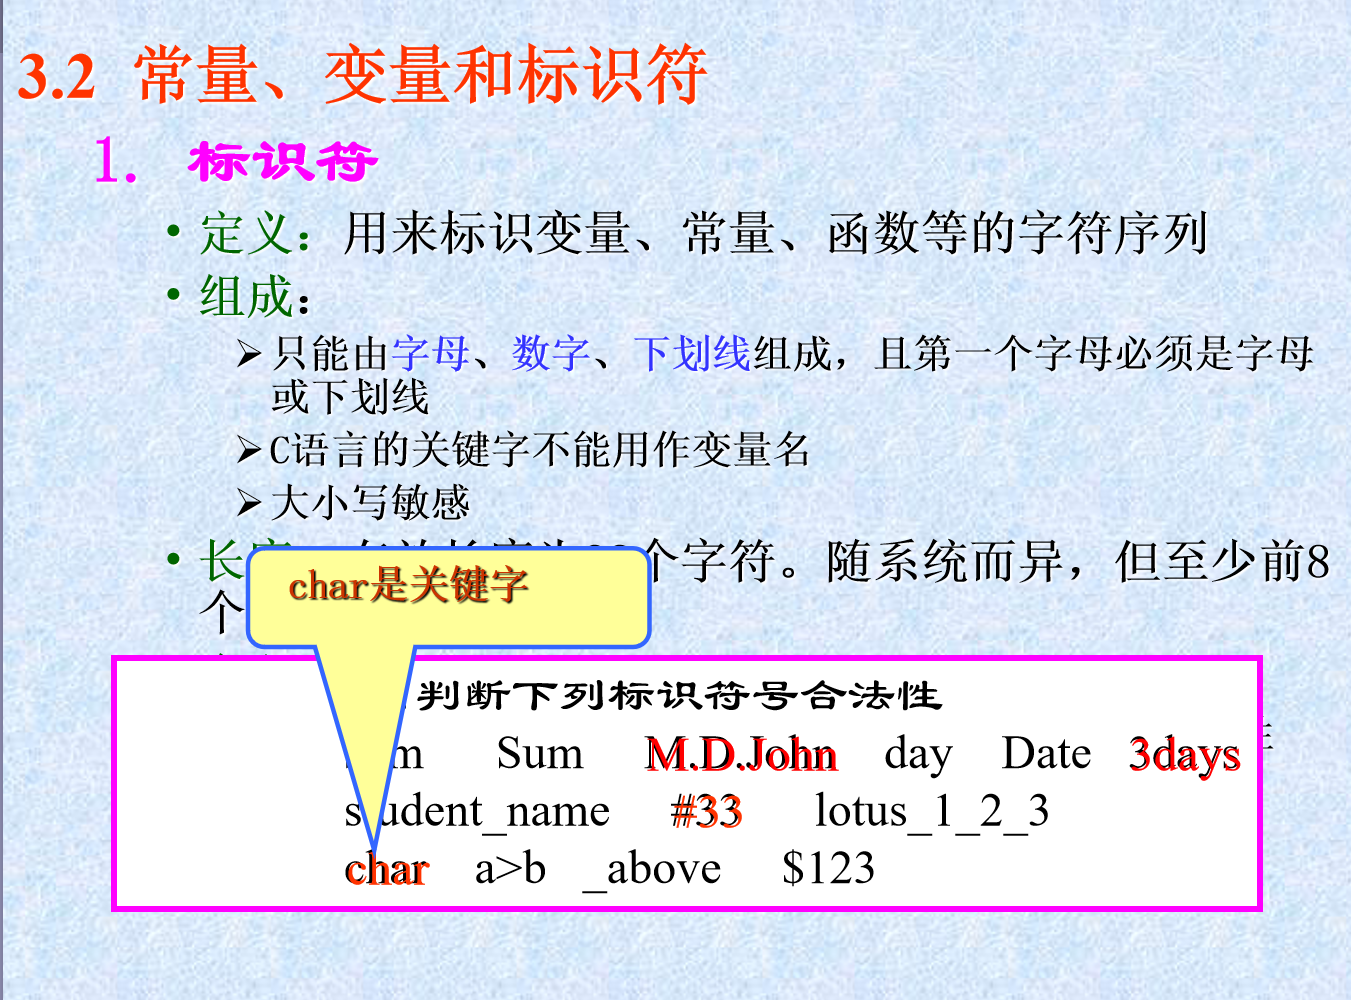 3.2 常量、变量和标识符
1. 标识符
• 定义：用来标识变量、常量、函数等的字符序列
• 组成：
➢只能由字母、数字、下划线组成，且第一个字母必须是字母
或下划线
➢C语言的关键字不能用作变量名
➢大小写敏感
• 长 个字符。随系统而异，但至少前8
个
char是关键字
判断下列标识符号合法性
Sum M.D.John day Date 3days
student_name #33 lotus_1_2_3
char a>b _above $123